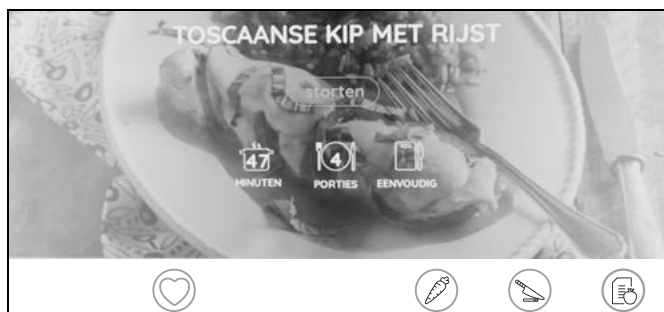 TOSCAANSE KIP MET RIJST
starten
47
4
MINUTEN
PORTIES
EENVOUDIG